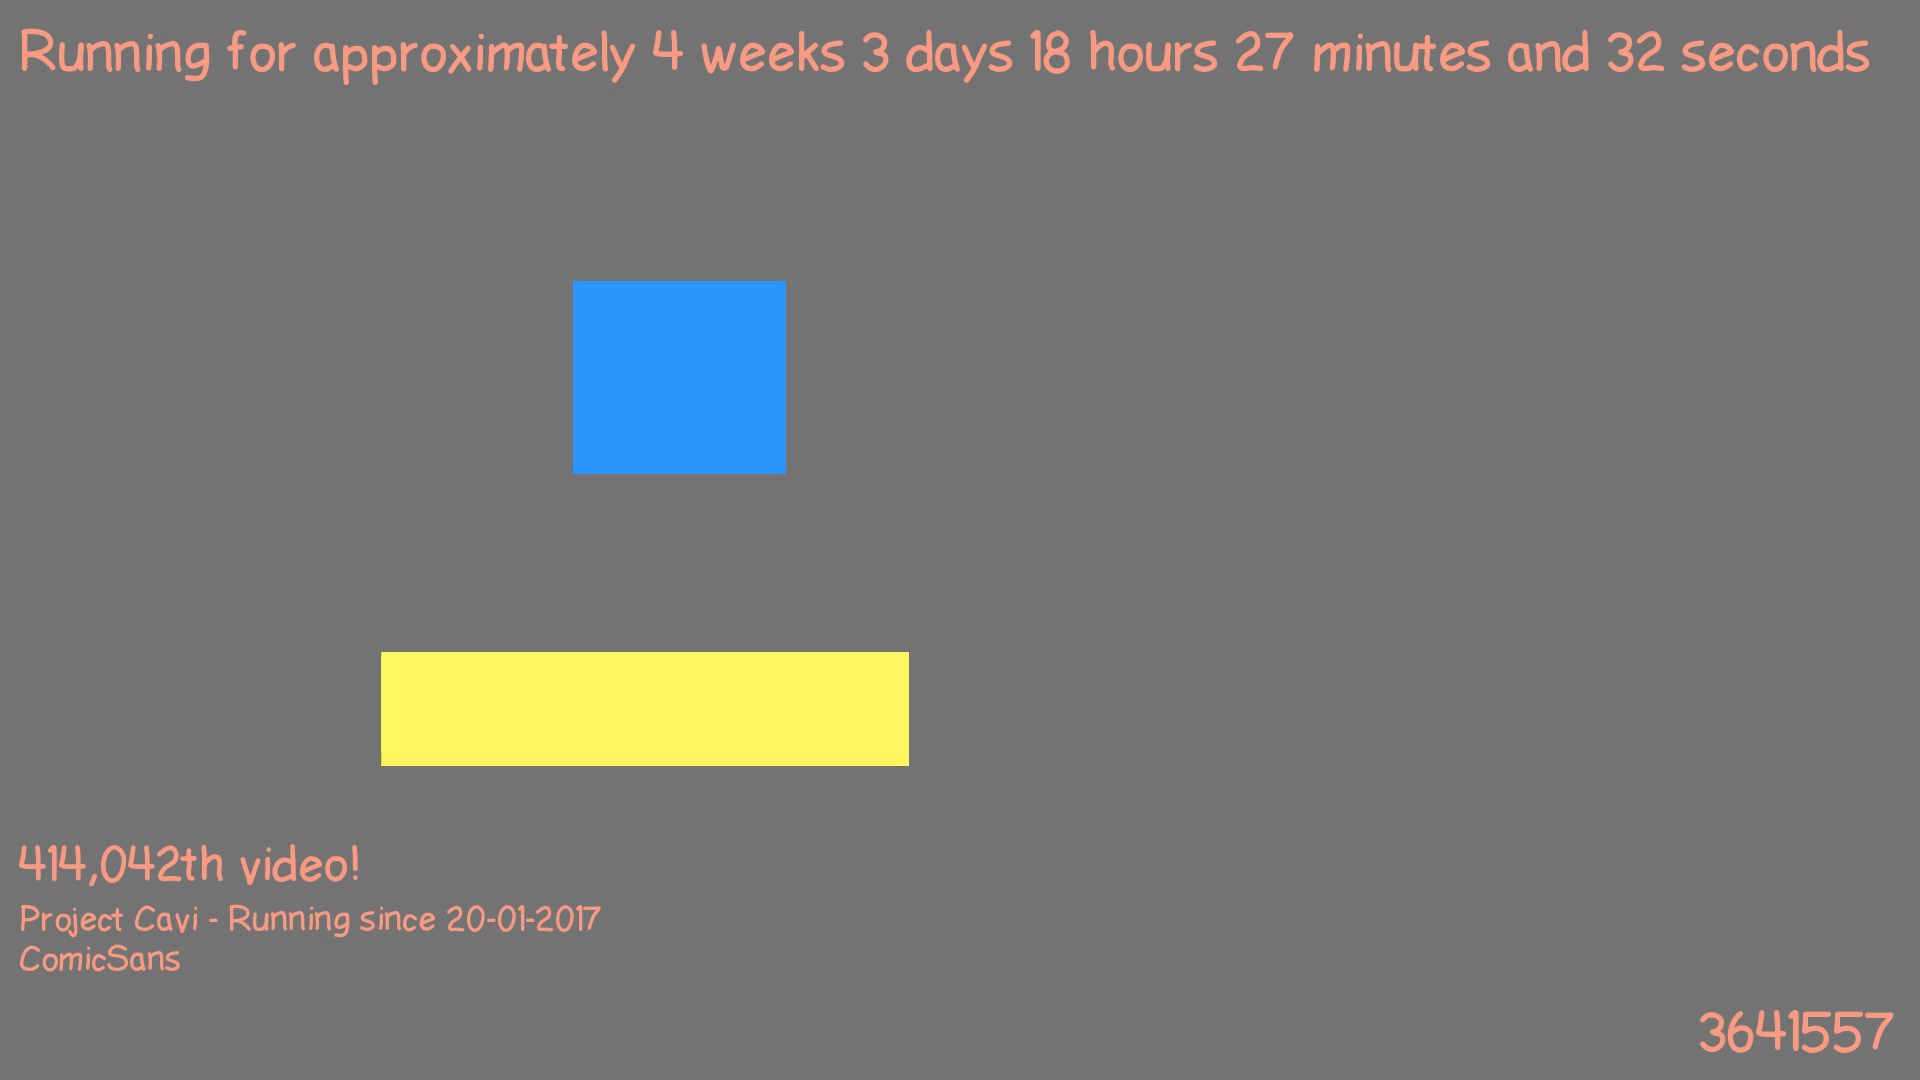 Running for approximately 4 weeks 3 days 18 hours 27 minutes and 32 seconds
414,042th video!
Project Cavi - Running since 20-01-2017
ComicSans
3641557